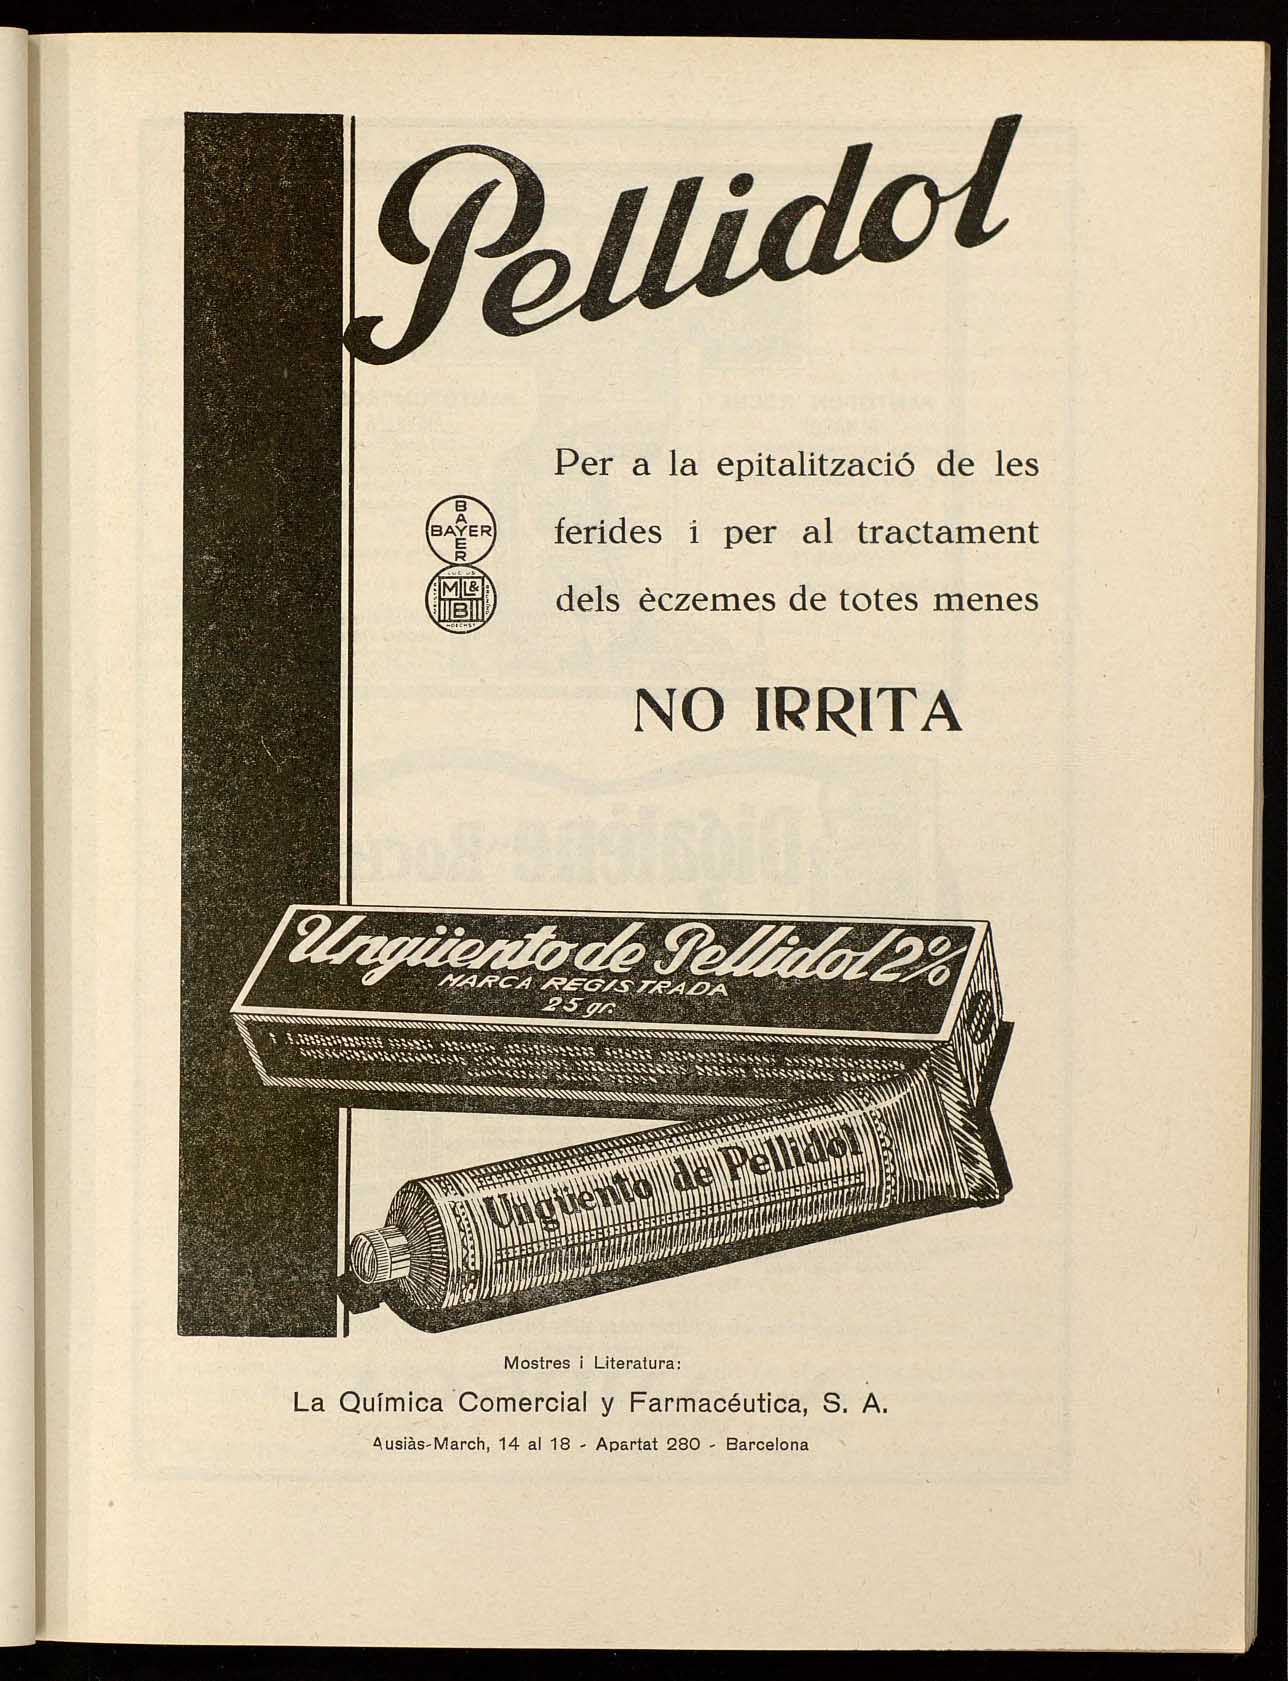 Pellidol
Per a la epitalització de les
ferides i per al tractament
dels èczemes de totes menes
BAYER
BAYER
M L&
B
HOECHST
NO IRRITA
Ungüento de Pellidol 2%
MARCA REGISTRADA
25 gr.
Ungüento de Pellidol
Mostres i Literatura:
La Química Comercial y Farmacéutica, S. A.
Ausiàs-March, 14 al 18 - Apartat 280 - Barcelona